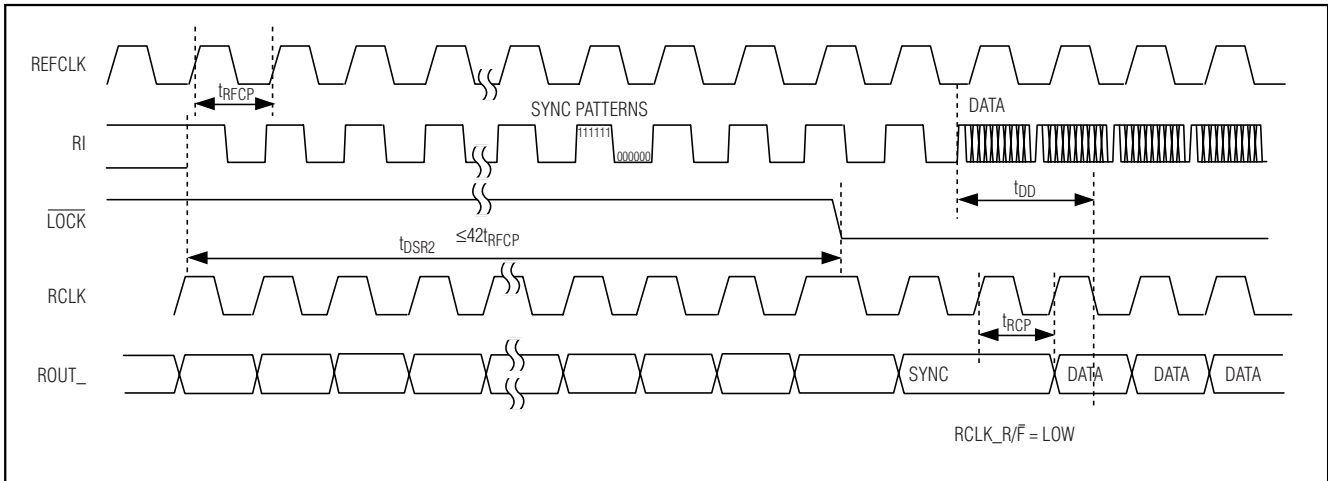 REFCLK
tRFCP
SYNC PATTERNS
DATA
RI
111111
000000
tDD
LOCK
tDSR2
≤42tRFCP
RCLK
tRCP
ROUT_
SYNC
DATA
DATA
DATA
RCLK_R/F̅ = LOW